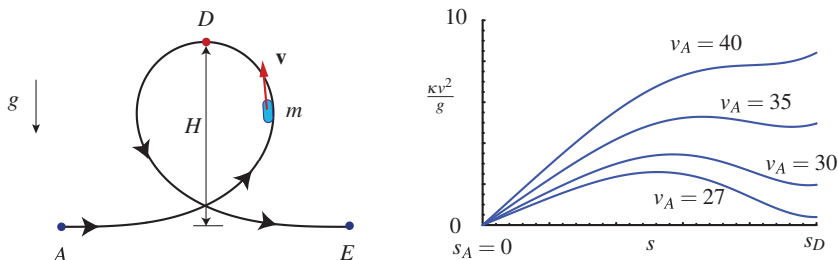 D
v
g
H
m
A
E
10
κv²/g
0
v_A = 40
v_A = 35
v_A = 30
v_A = 27
s_A = 0
s
s_D